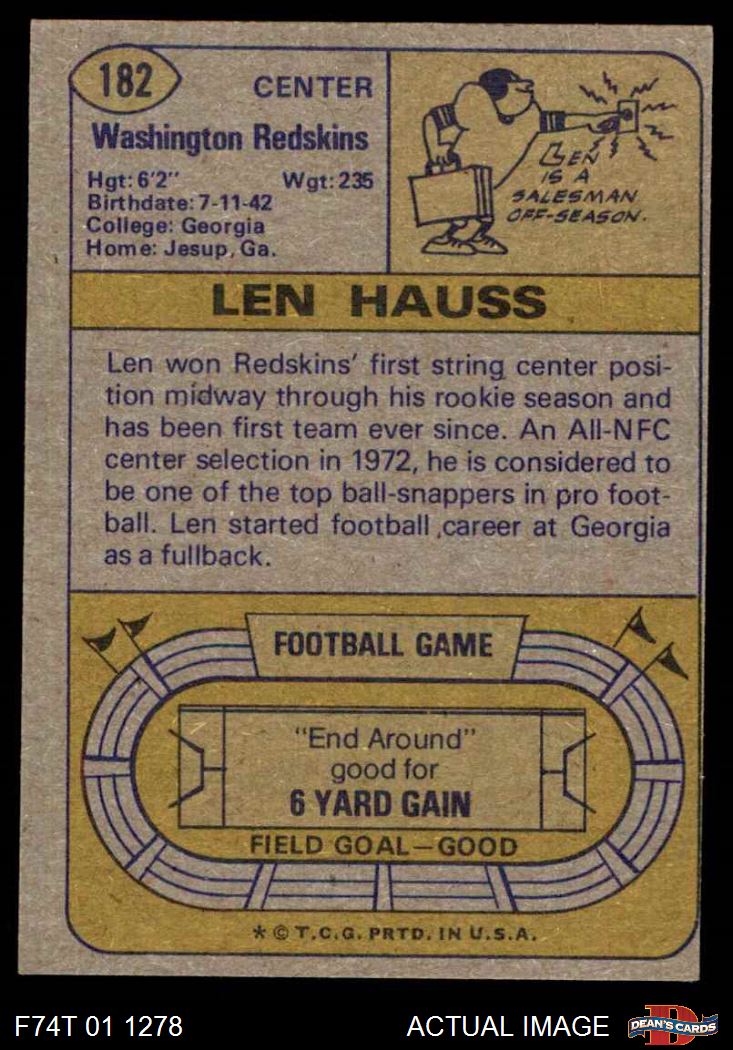 182
CENTER
Washington Redskins
Hgt: 6'2" Wgt: 235
Birthdate: 7-11-42
College: Georgia
Home: Jesup, Ga.
LEN
IS A
SALESMAN
OFF-SEASON.
LEN HAUSS
Len won Redskins' first string center posi-
tion midway through his rookie season and
has been first team ever since. An All-NFC
center selection in 1972, he is considered to
be one of the top ball-snappers in pro foot-
ball. Len started football ,career at Georgia
as a fullback.
FOOTBALL GAME
"End Around"
good for
6 YARD GAIN
FIELD GOAL—GOOD
* © T.C.G. PRTD. IN U.S.A.
F74T 01 1278 ACTUAL IMAGE
D
DEAN'S CARDS